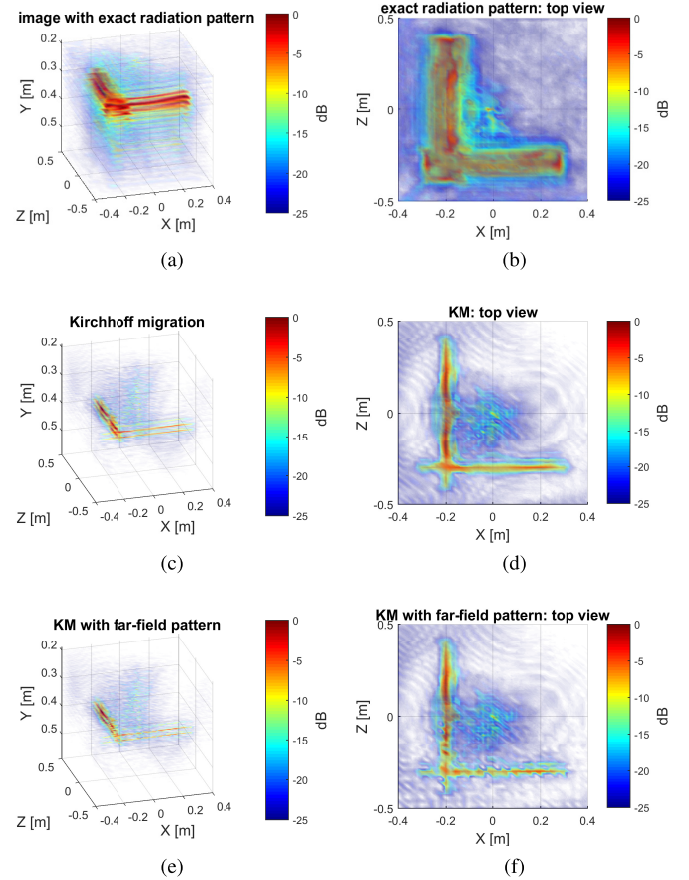 image with exact radiation pattern
0.2
0.3
0.4
0.5
Y [m]
0.5
0
-0.5
Z [m]
-0.4
-0.2
0
0.2
0.4
X [m]
0
-5
-10
-15
-20
-25
dB
(a)
exact radiation pattern: top view
0.5
0
-0.5
Z [m]
-0.4
-0.2
0
0.2
0.4
X [m]
0
-5
-10
-15
-20
-25
dB
(b)
Kirchhoff migration
0.2
0.3
0.4
0.5
Y [m]
0.5
0
-0.5
Z [m]
-0.4
-0.2
0
0.2
0.4
X [m]
0
-5
-10
-15
-20
-25
dB
(c)
KM: top view
0.5
0
-0.5
Z [m]
-0.4
-0.2
0
0.2
0.4
X [m]
0
-5
-10
-15
-20
-25
dB
(d)
KM with far-field pattern
0.2
0.3
0.4
0.5
Y [m]
0.5
0
-0.5
Z [m]
-0.4
-0.2
0
0.2
0.4
X [m]
0
-5
-10
-15
-20
-25
dB
(e)
KM with far-field pattern: top view
0.5
0
-0.5
Z [m]
-0.4
-0.2
0
0.2
0.4
X [m]
0
-5
-10
-15
-20
-25
dB
(f)